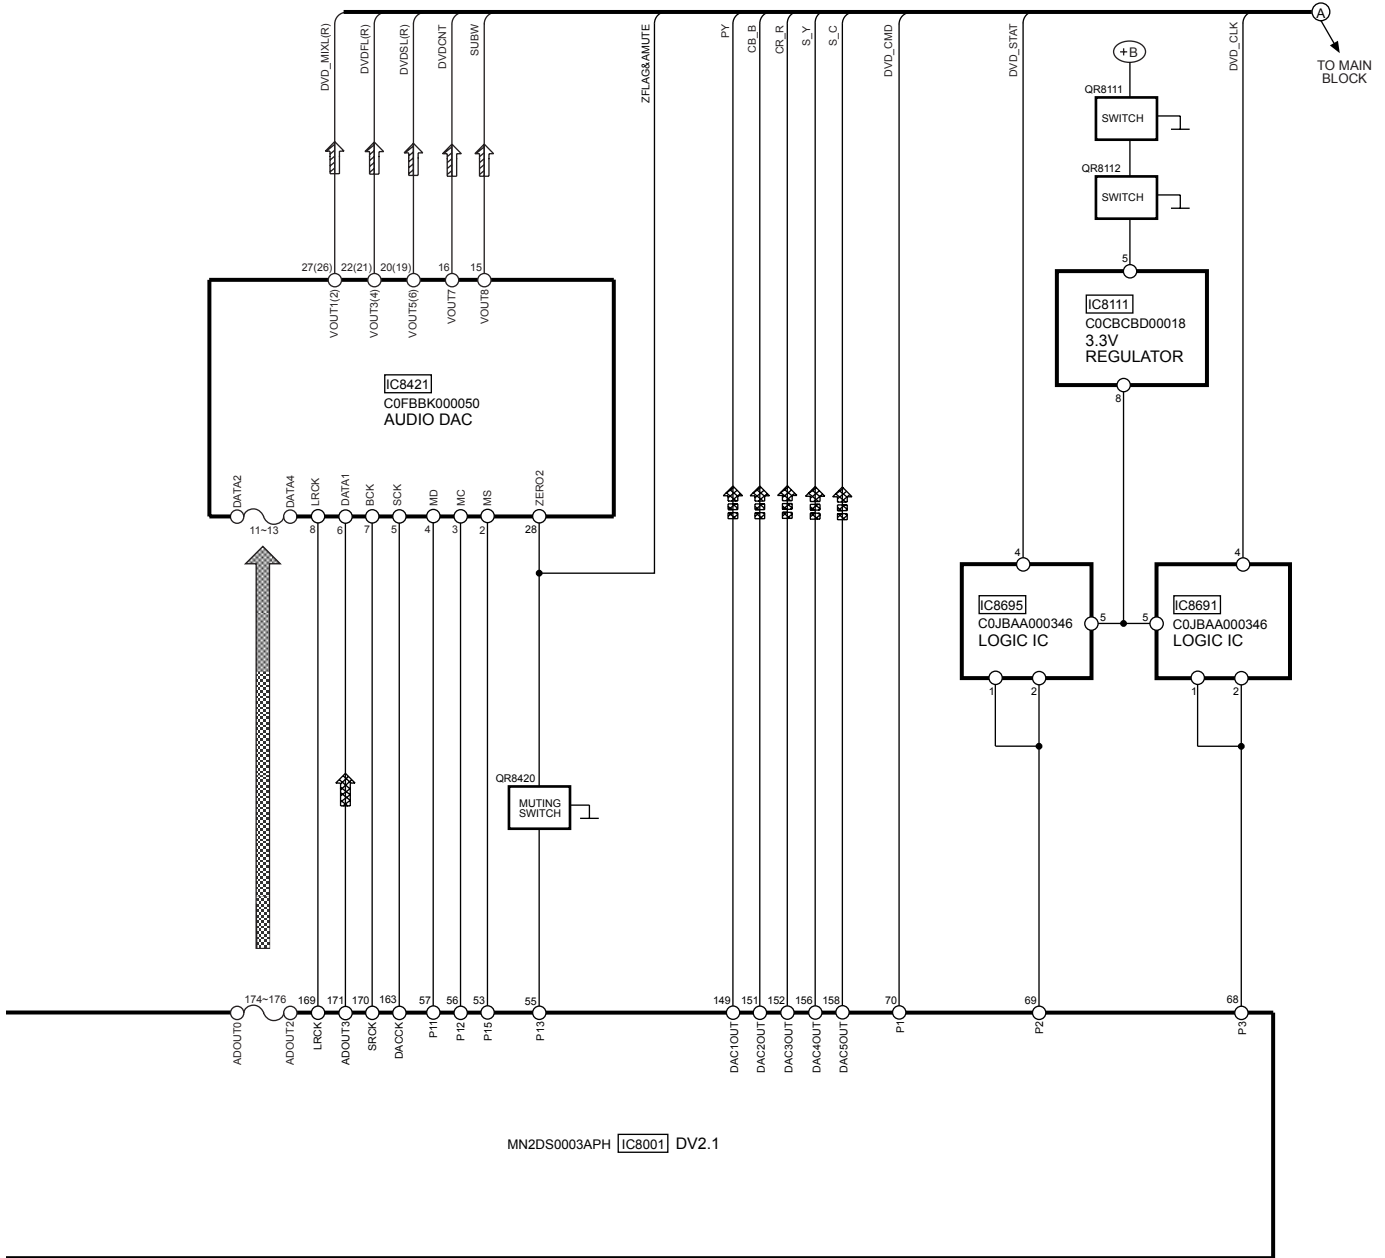 A
TO MAIN
BLOCK
DVD_MIXL(R)
DVDFL(R)
DVDSL(R)
DVDCNT
SUBW
ZFLAG&AMUTE
PY
CB_B
CR_R
S_Y
S_C
DVD_CMD
DVD_STAT
DVD_CLK
+B
QR8111
SWITCH
QR8112
SWITCH
27(26)
22(21)
20(19)
16
15
VOUT1(2)
VOUT3(4)
VOUT5(6)
VOUT7
VOUT8
5
IC8111
C0CBCBD00018
3.3V
REGULATOR
8
IC8421
C0FBBK000050
AUDIO DAC
DATA2
DATA4
LRCK
DATA1
BCK
SCK
MD
MC
MS
ZERO2
11~13
8
6
7
5
4
3
2
28
4
4
IC8695
C0JBAA000346
LOGIC IC
5
5
IC8691
C0JBAA000346
LOGIC IC
1
2
1
2
QR8420
MUTING
SWITCH
174~176
169
171
170
163
57
56
53
55
149
151
152
156
158
70
69
68
ADOUT0
ADOUT2
LRCK
ADOUT3
SRCK
DACCK
P11
P12
P15
P13
DAC1OUT
DAC2OUT
DAC3OUT
DAC4OUT
DAC5OUT
P1
P2
P3
MN2DS0003APH IC8001 DV2.1